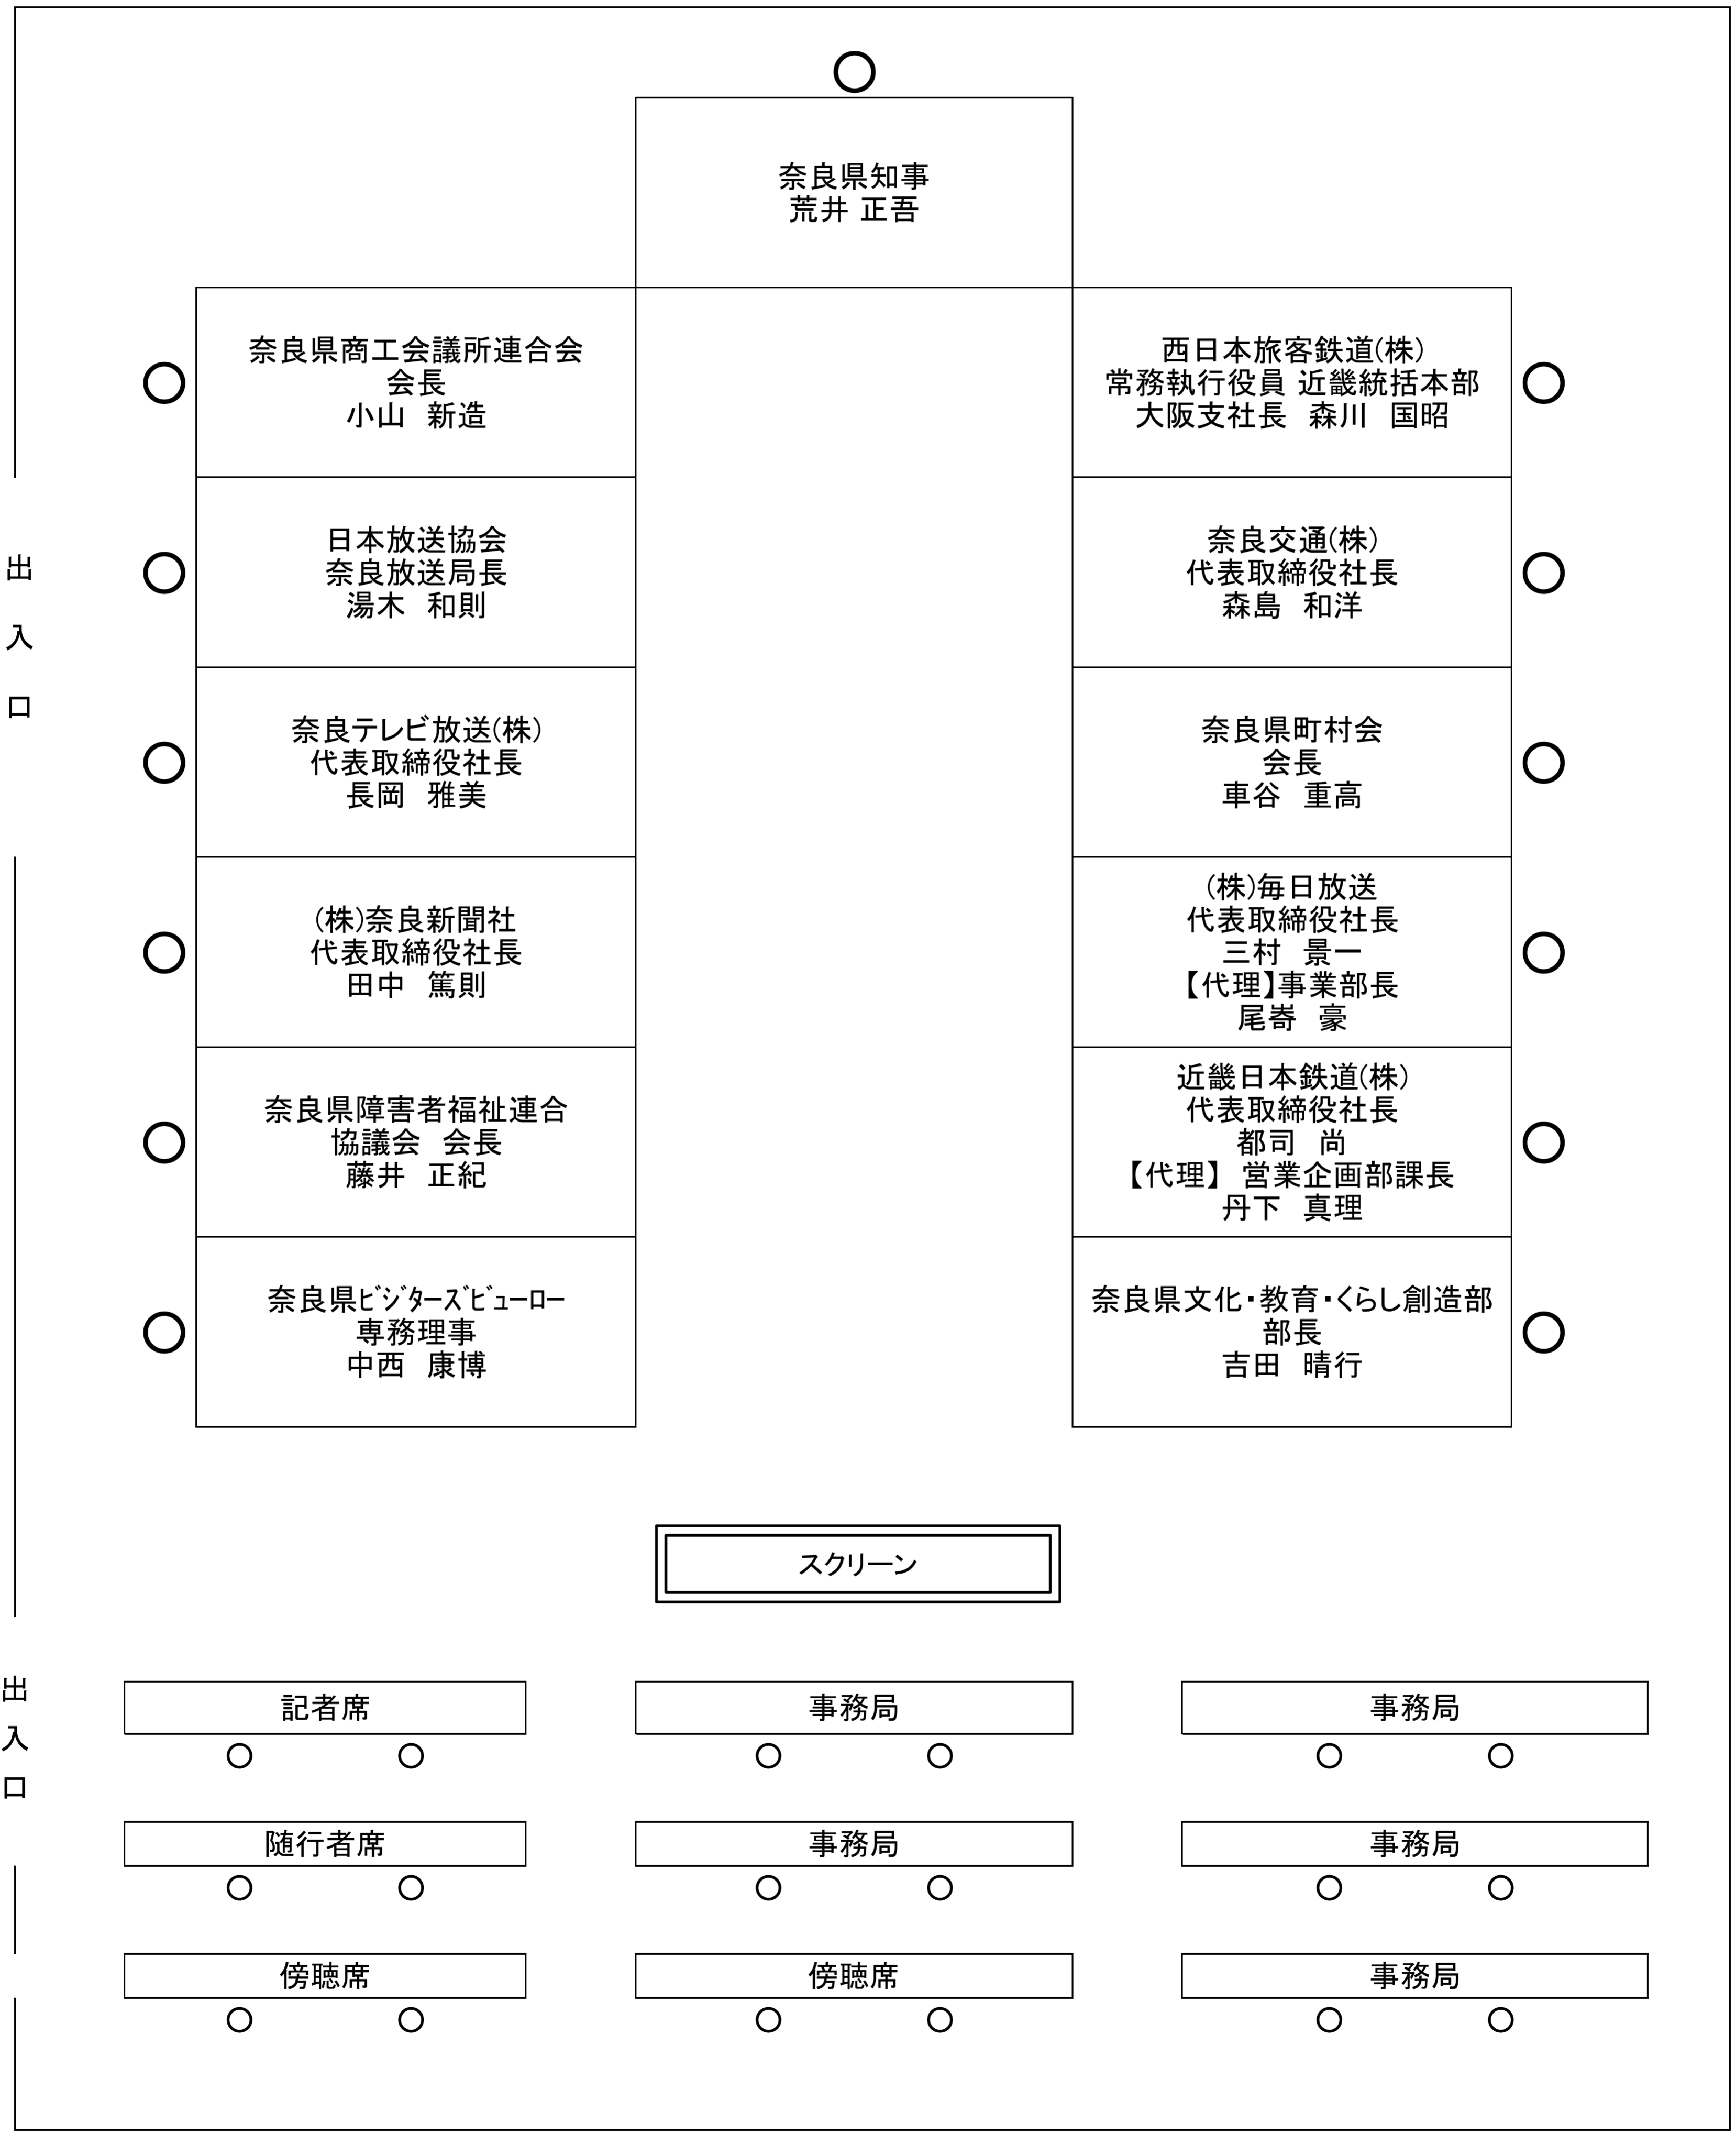 奈良県知事
荒井 正吾
奈良県商工会議所連合会
会長
小山　新造
西日本旅客鉄道(株)
常務執行役員 近畿統括本部
大阪支社長　森川　国昭
日本放送協会
奈良放送局長
湯木　和則
奈良交通(株)
代表取締役社長
森島　和洋
出
入
口
奈良テレビ放送(株)
代表取締役社長
長岡　雅美
奈良県町村会
会長
車谷　重高
(株)奈良新聞社
代表取締役社長
田中　篤則
(株)毎日放送
代表取締役社長
三村　景一
【代理】事業部長
尾嵜　豪
奈良県障害者福祉連合
協議会　会長
藤井　正紀
近畿日本鉄道(株)
代表取締役社長
都司　尚
【代理】　営業企画部課長
丹下　真理
奈良県ﾋﾞｼﾞﾀｰｽﾞﾋﾞｭｰﾛｰ
専務理事
中西　康博
奈良県文化・教育・くらし創造部
部長
吉田　晴行
スクリーン
出
入
口
記者席
事務局
事務局
随行者席
事務局
事務局
傍聴席
傍聴席
事務局